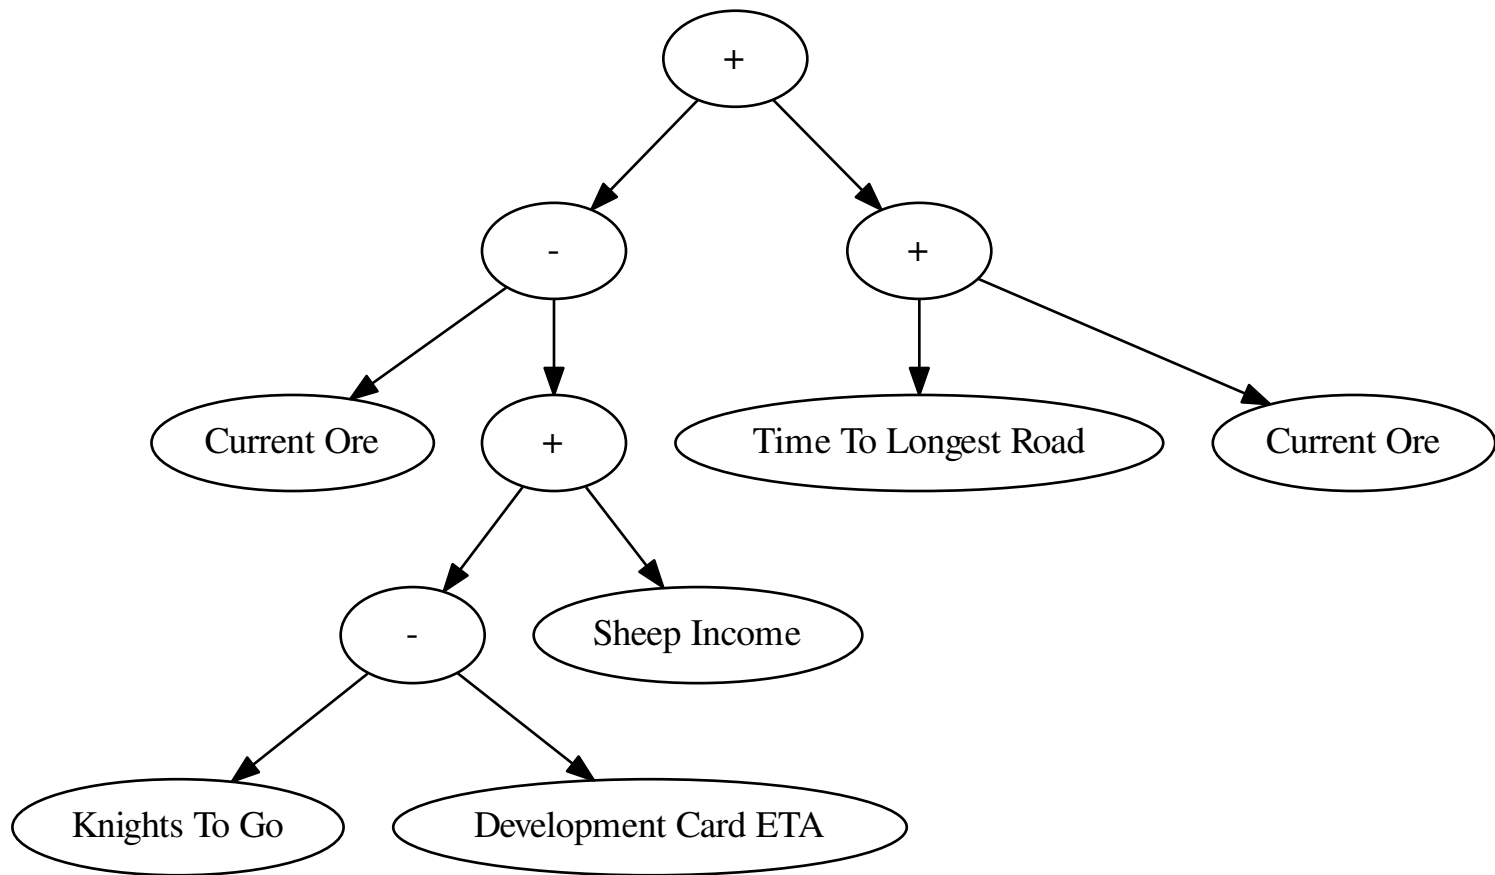 +
-
+
Current Ore
+
Time To Longest Road
Current Ore
-
Sheep Income
Knights To Go
Development Card ETA